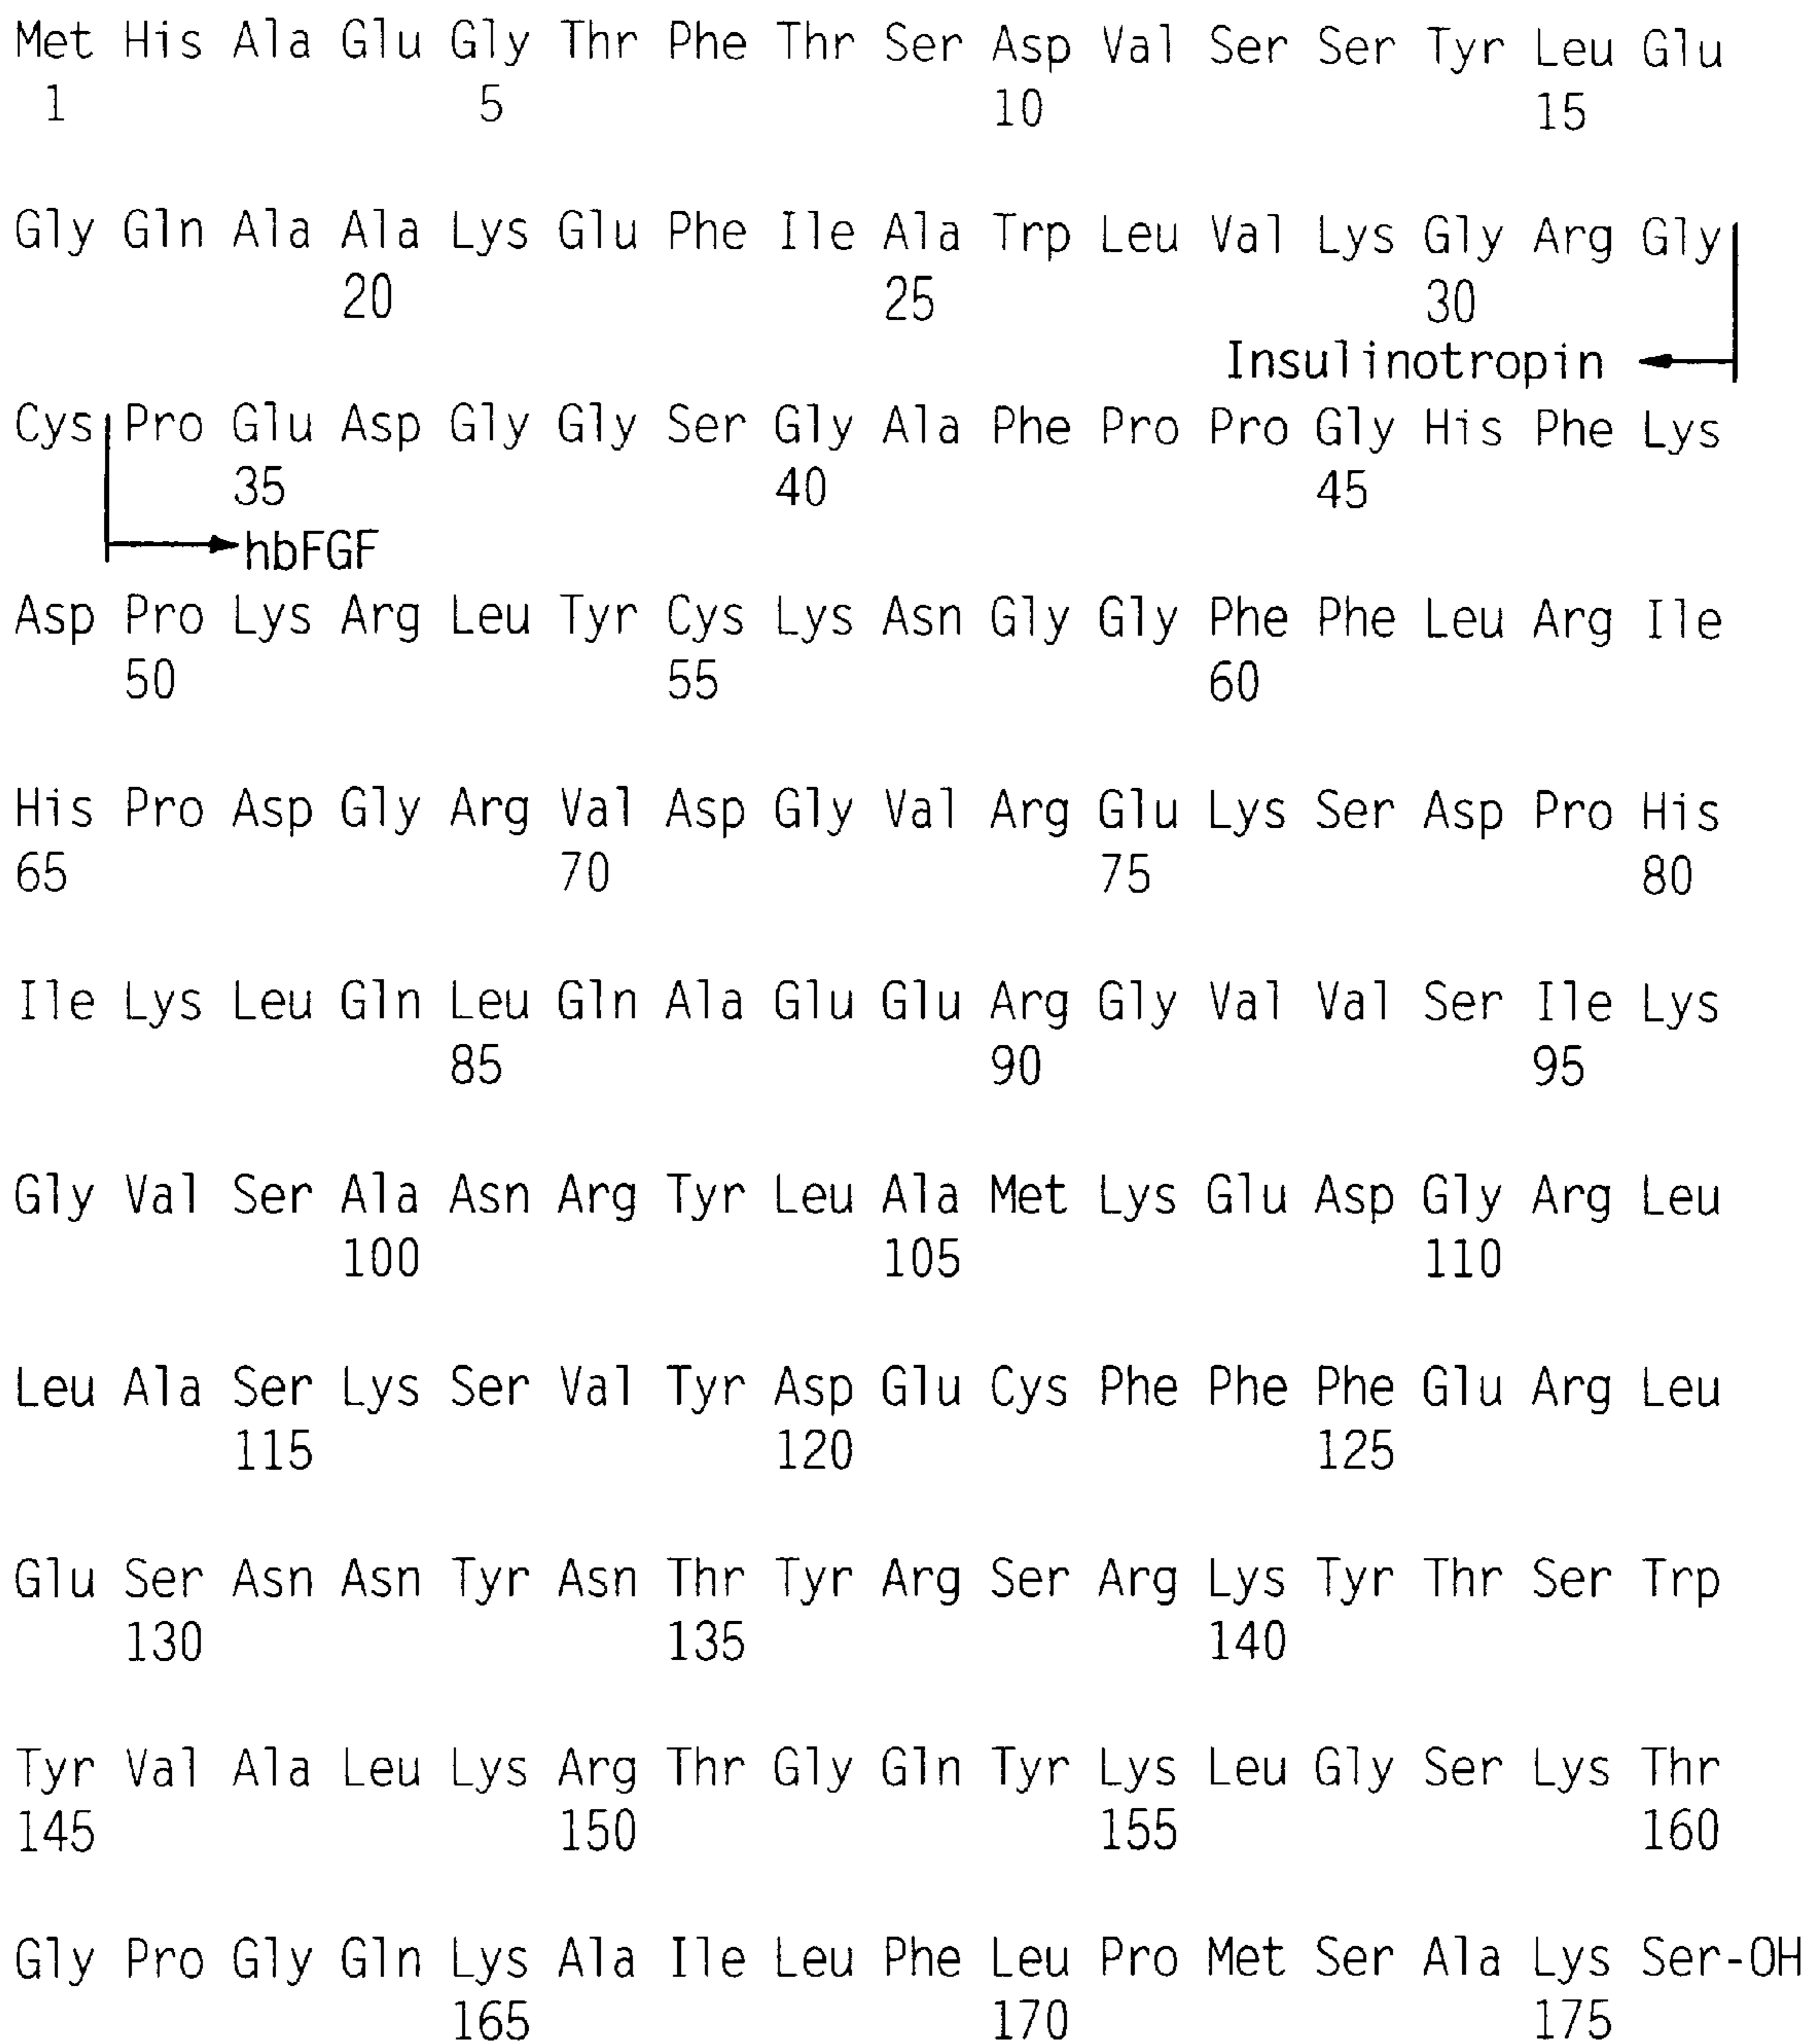 Met His Ala Glu Gly Thr Phe Thr Ser Asp Val Ser Ser Tyr Leu Glu
1 5 10 15
Gly Gln Ala Ala Lys Glu Phe Ile Ala Trp Leu Val Lys Gly Arg Gly
20 25 30
Insulinotropin
Cys Pro Glu Asp Gly Gly Ser Gly Ala Phe Pro Pro Gly His Phe Lys
35 40 45
hbFGF
Asp Pro Lys Arg Leu Tyr Cys Lys Asn Gly Gly Phe Phe Leu Arg Ile
50 55 60
His Pro Asp Gly Arg Val Asp Gly Val Arg Glu Lys Ser Asp Pro His
65 70 75 80
Ile Lys Leu Gln Leu Gln Ala Glu Glu Arg Gly Val Val Ser Ile Lys
85 90 95
Gly Val Ser Ala Asn Arg Tyr Leu Ala Met Lys Glu Asp Gly Arg Leu
100 105 110
Leu Ala Ser Lys Ser Val Tyr Asp Glu Cys Phe Phe Phe Glu Arg Leu
115 120 125
Glu Ser Asn Asn Tyr Asn Thr Tyr Arg Ser Arg Lys Tyr Thr Ser Trp
130 135 140
Tyr Val Ala Leu Lys Arg Thr Gly Gln Tyr Lys Leu Gly Ser Lys Thr
145 150 155 160
Gly Pro Gly Gln Lys Ala Ile Leu Phe Leu Pro Met Ser Ala Lys Ser-OH
165 170 175